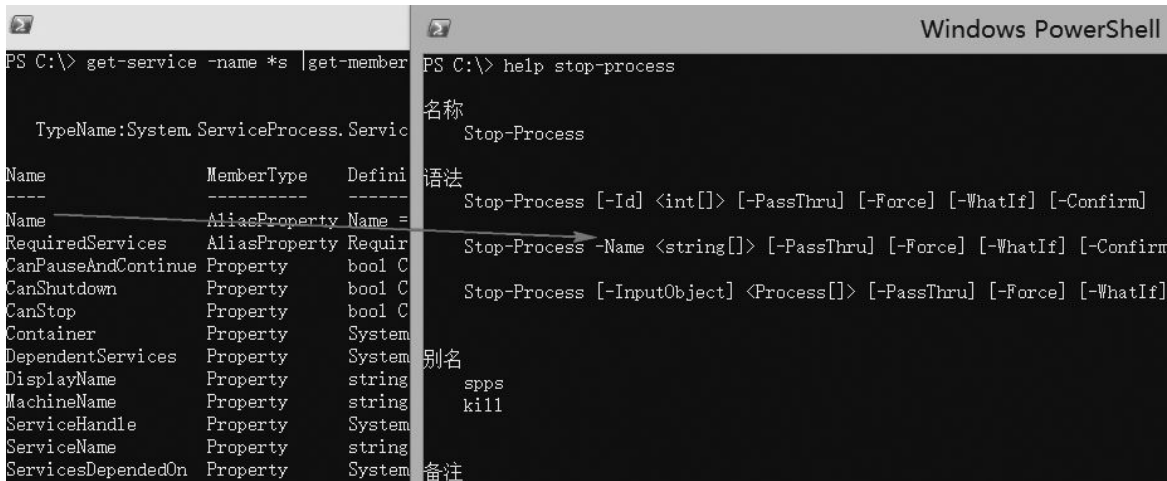 PS C:\> get-service -name *s |get-member
TypeName:System.ServiceProcess.Servic
Name MemberType Defini
---- ---------- ------
Name AliasProperty Name =
RequiredServices AliasProperty Requir
CanPauseAndContinue Property bool C
CanShutdown Property bool C
CanStop Property bool C
Container Property System
DependentServices Property System
DisplayName Property string
MachineName Property string
ServiceHandle Property System
ServiceName Property string
ServicesDependedOn Property System
Windows PowerShell
PS C:\> help stop-process
名称
Stop-Process
语法
Stop-Process [-Id] <int[]> [-PassThru] [-Force] [-WhatIf] [-Confirm]
Stop-Process -Name <string[]> [-PassThru] [-Force] [-WhatIf] [-Confirm
Stop-Process [-InputObject] <Process[]> [-PassThru] [-Force] [-WhatIf]
别名
spps
kill
备注